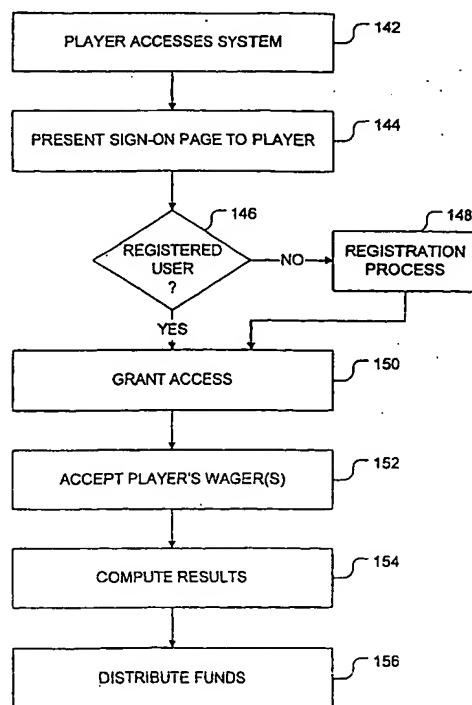 PLAYER ACCESSES SYSTEM
142
PRESENT SIGN-ON PAGE TO PLAYER
144
146
REGISTERED
USER
?
NO
148
REGISTRATION
PROCESS
YES
GRANT ACCESS
150
ACCEPT PLAYER'S WAGER(S)
152
COMPUTE RESULTS
154
DISTRIBUTE FUNDS
156